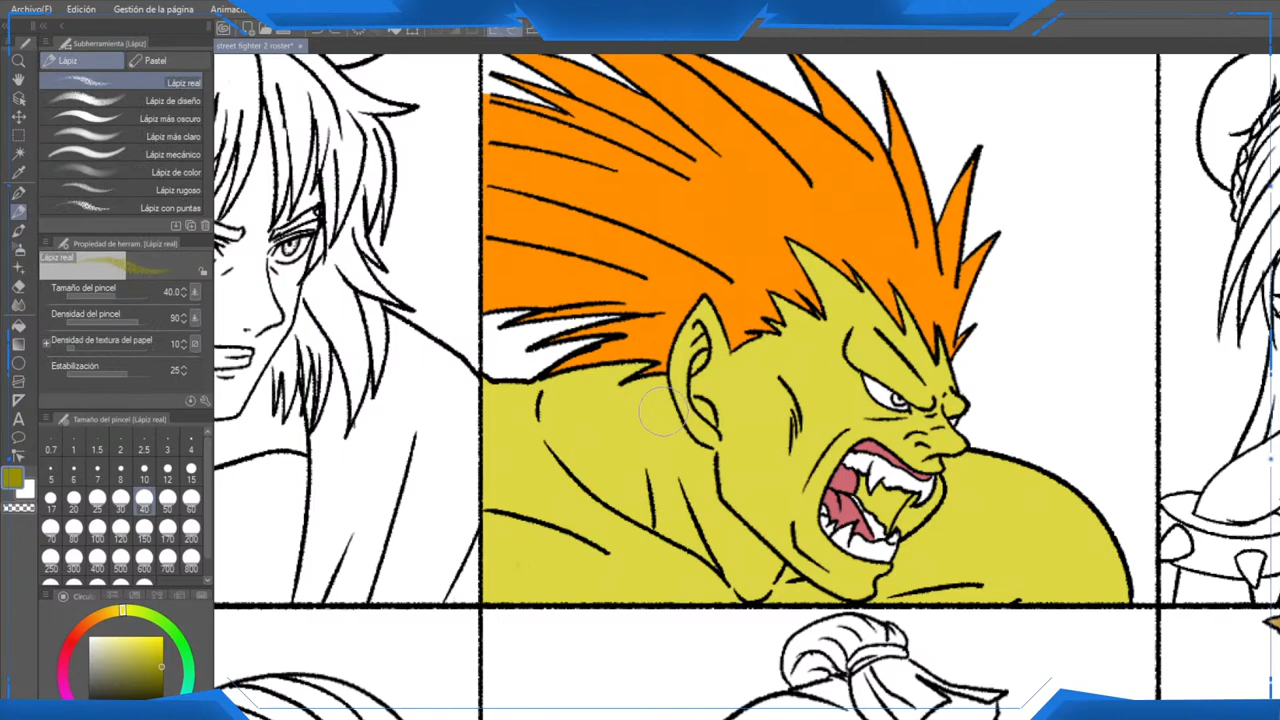 Archivo(F) Edición Gestión de la página
Subherramienta [Lápiz]
street fighter 2 roster*
Lápiz Pastel
Lápiz real
Lápiz de diseño
Lápiz más oscuro
Lápiz más claro
Lápiz mecánico
Lápiz de color
Lápiz rugoso
Lápiz con puntas
Propiedad de herram. [Lápiz real]
Lápiz real
Tamaño del pincel 40.0
Densidad del pincel 90
Densidad de textura del papel 10
Estabilización 25
Tamaño del pincel [Lápiz real]
0.7 1 1.5 2 2.5 3 4
5 6 7 8 10 12 15
17 20 25 30 40 50 60
70 80 100 120 150 170 200
250 300 400 500 600 700 800
Círculo